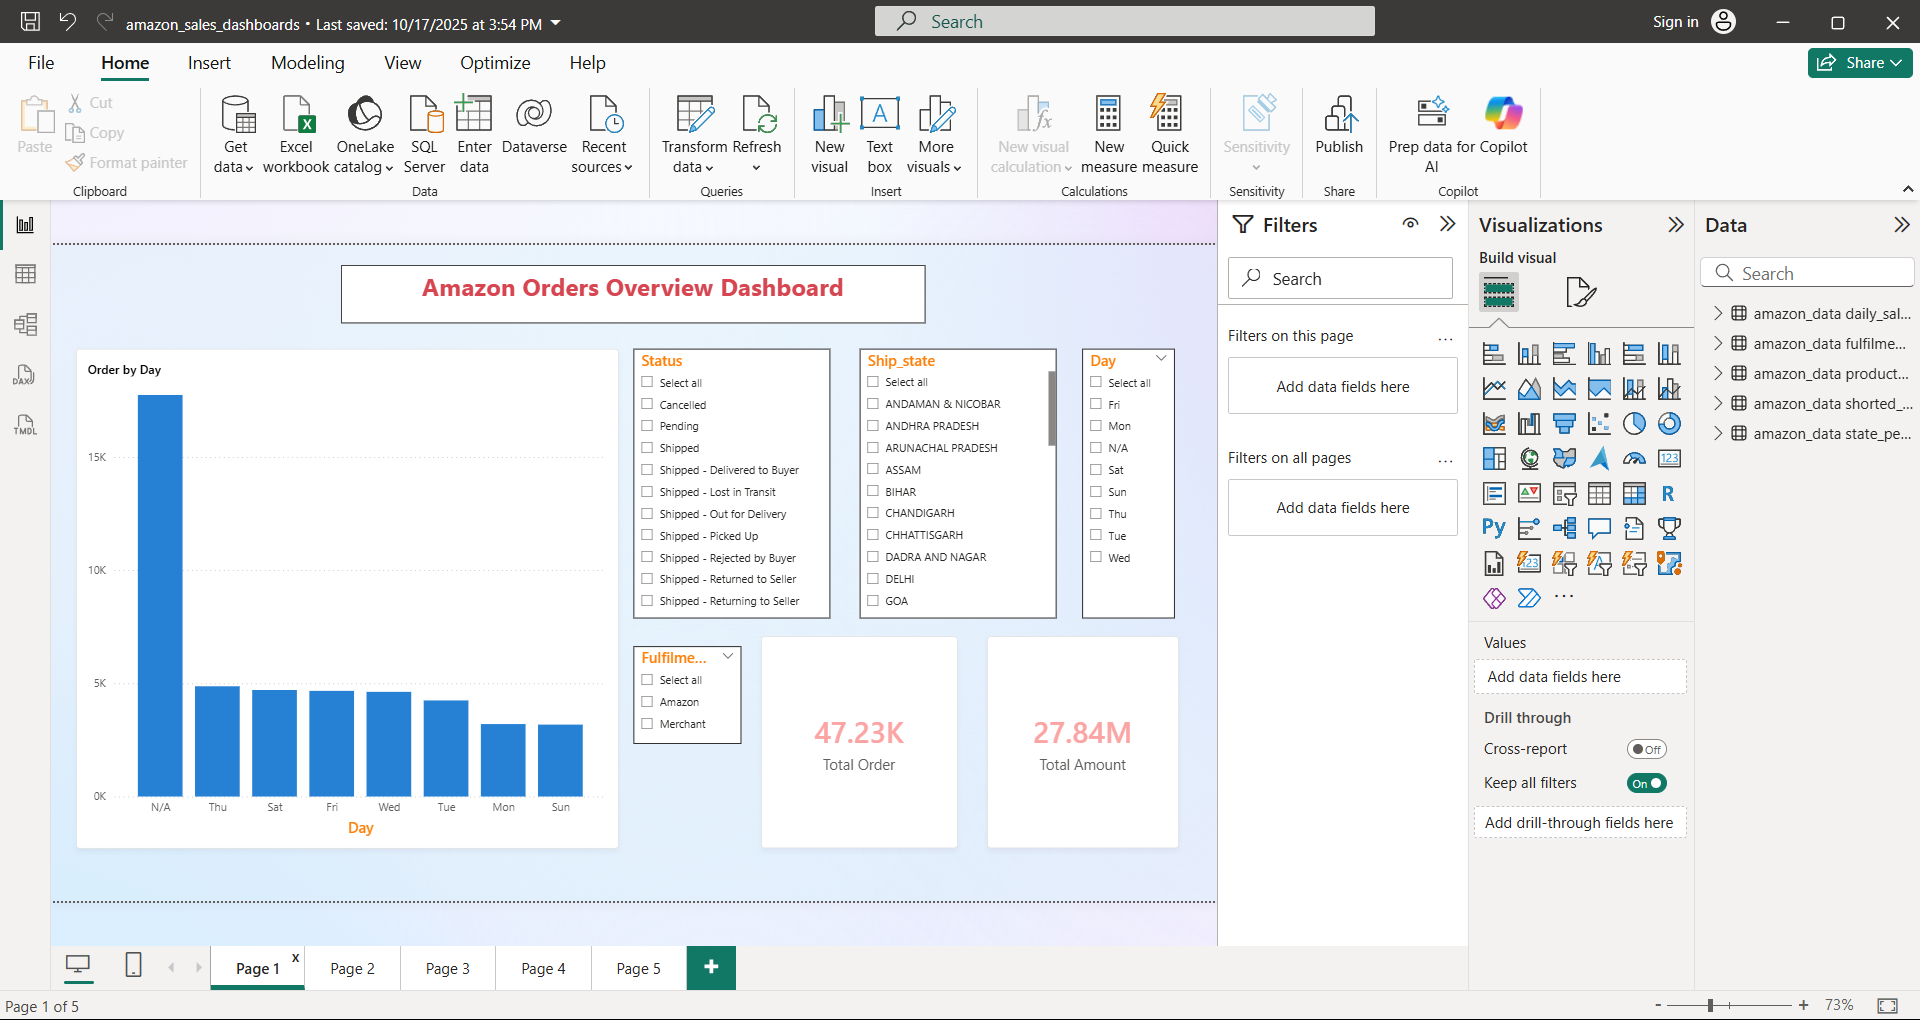 amazon_sales_dashboards • Last saved: 10/17/2025 at 3:54 PM
Search
Sign in
File Home Insert Modeling View Optimize Help
Share
Paste
Cut
Copy
Format painter
Clipboard
Get data
Excel workbook
OneLake catalog
SQL Server
Enter data
Dataverse
Recent sources
Data
Transform data
Refresh
Queries
New visual
Text box
More visuals
Insert
New visual calculation
New measure
Quick measure
Calculations
Sensitivity
Sensitivity
Publish
Share
Prep data for AI
Copilot
Copilot
DAX
TMDL
Amazon Orders Overview Dashboard
Order by Day
15K
10K
5K
0K
N/A Thu Sat Fri Wed Tue Mon Sun
Day
Status
Select all
Cancelled
Pending
Shipped
Shipped - Delivered to Buyer
Shipped - Lost in Transit
Shipped - Out for Delivery
Shipped - Picked Up
Shipped - Rejected by Buyer
Shipped - Returned to Seller
Shipped - Returning to Seller
Ship_state
Select all
ANDAMAN & NICOBAR
ANDHRA PRADESH
ARUNACHAL PRADESH
ASSAM
BIHAR
CHANDIGARH
CHHATTISGARH
DADRA AND NAGAR
DELHI
GOA
Day
Select all
Fri
Mon
N/A
Sat
Sun
Thu
Tue
Wed
Fulfilme...
Select all
Amazon
Merchant
47.23K
Total Order
27.84M
Total Amount
Filters
Search
Filters on this page
Add data fields here
Filters on all pages
Add data fields here
Visualizations
Build visual
123
R
Py
123
Values
Add data fields here
Drill through
Cross-report
Off
Keep all filters
On
Add drill-through fields here
Data
Search
amazon_data daily_sal...
amazon_data fulfilme...
amazon_data product...
amazon_data shorted_...
amazon_data state_pe...
Page 1 x
Page 2
Page 3
Page 4
Page 5
+
Page 1 of 5
- + 73%